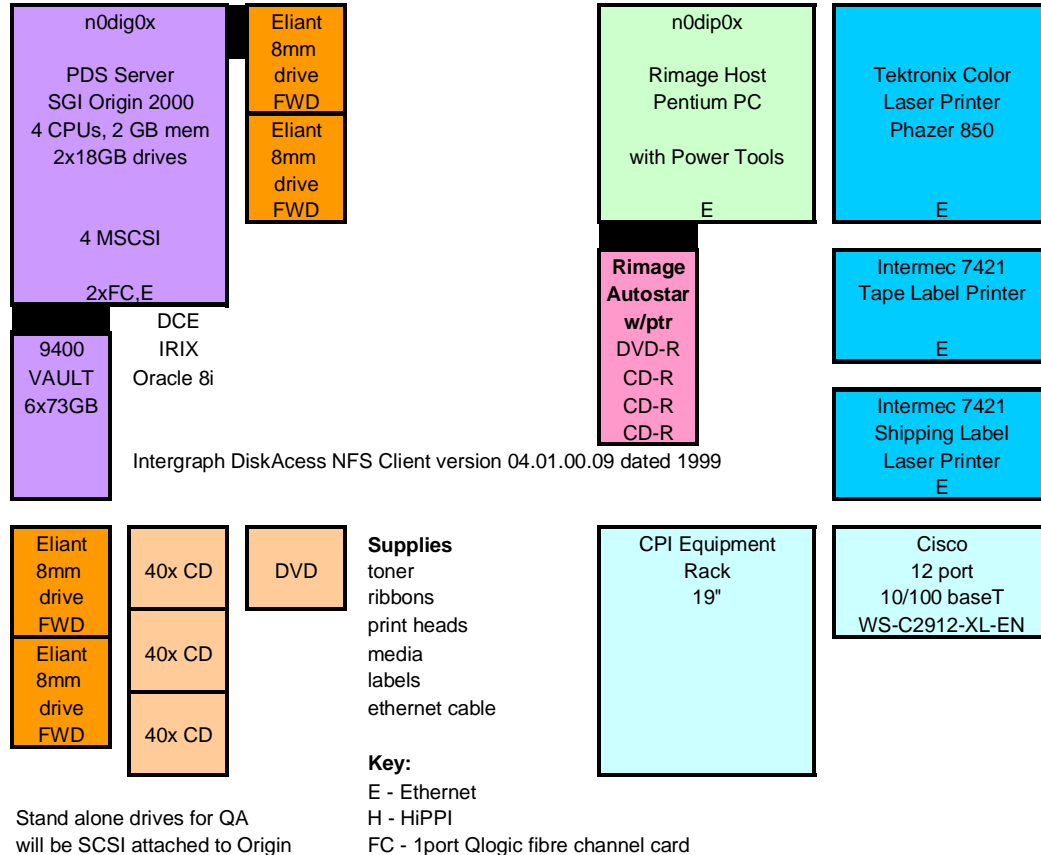 n0dig0x
PDS Server
SGI Origin 2000
4 CPUs, 2 GB mem
2x18GB drives
4 MSCSI
2xFC,E
Eliant
8mm
drive
FWD
Eliant
8mm
drive
FWD
n0dip0x
Rimage Host
Pentium PC
with Power Tools
E
Tektronix Color
Laser Printer
Phazer 850
E
Rimage
Autostar
w/ptr
DVD-R
CD-R
CD-R
CD-R
Intermec 7421
Tape Label Printer
E
9400
VAULT
6x73GB
DCE
IRIX
Oracle 8i
Intermec 7421
Shipping Label
Laser Printer
E
Intergraph DiskAcess NFS Client version 04.01.00.09 dated 1999
Eliant
8mm
drive
FWD
Eliant
8mm
drive
FWD
40x CD
40x CD
40x CD
DVD
Supplies
toner
ribbons
print heads
media
labels
ethernet cable
CPI Equipment
Rack
19"
Cisco
12 port
10/100 baseT
WS-C2912-XL-EN
Key:
E - Ethernet
H - HiPPI
FC - 1port Qlogic fibre channel card
Stand alone drives for QA
will be SCSI attached to Origin